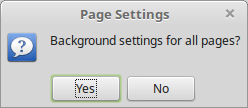 Page Settings
Background settings for all pages?
Yes
No